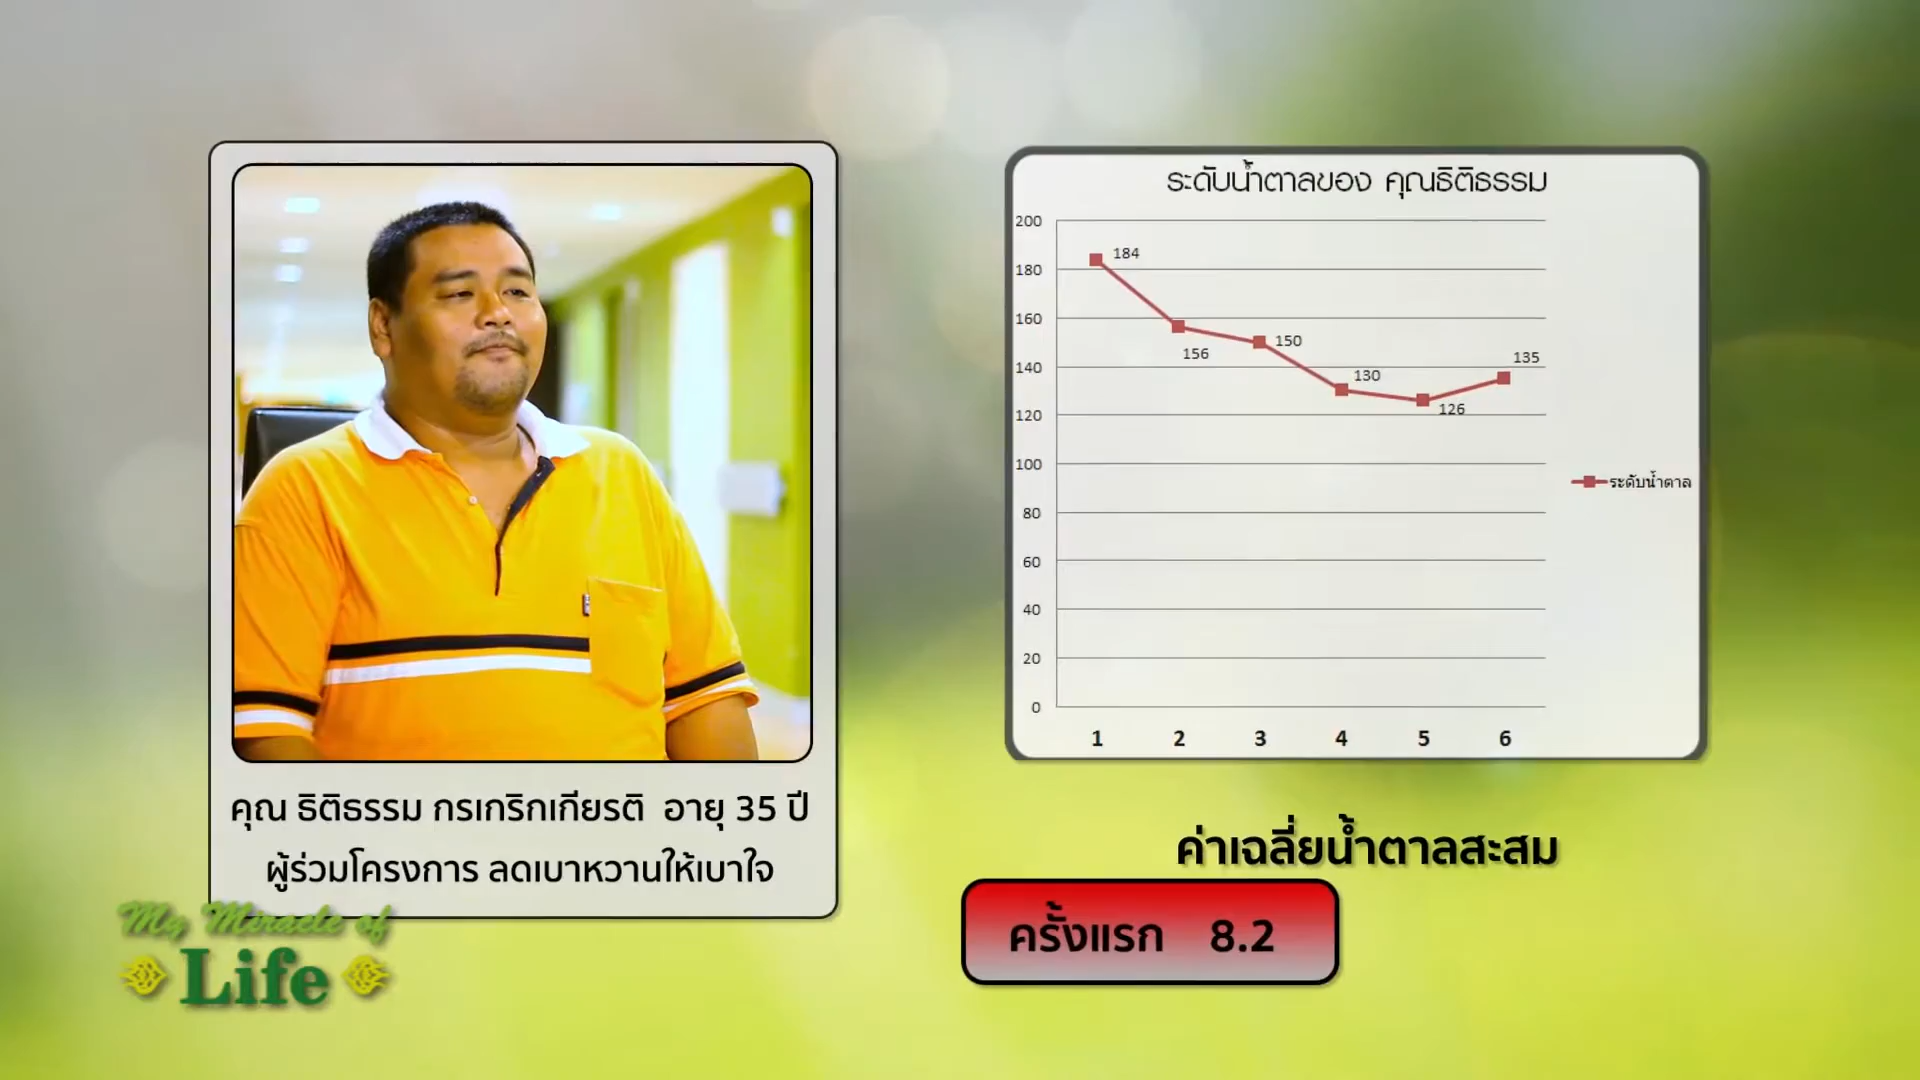 คุณ ธิติธรรม กรเกริกเกียรติ อายุ 35 ปี
ผู้ร่วมโครงการ ลดเบาหวานให้เบาใจ
My Miracle of
Life
ระดับน้ำตาลของ คุณธิติธรรม
200
180
160
140
120
100
80
60
40
20
0
184
156
150
130
126
135
1 2 3 4 5 6
ระดับน้ำตาล
ค่าเฉลี่ยน้ำตาลสะสม
ครั้งแรก 8.2